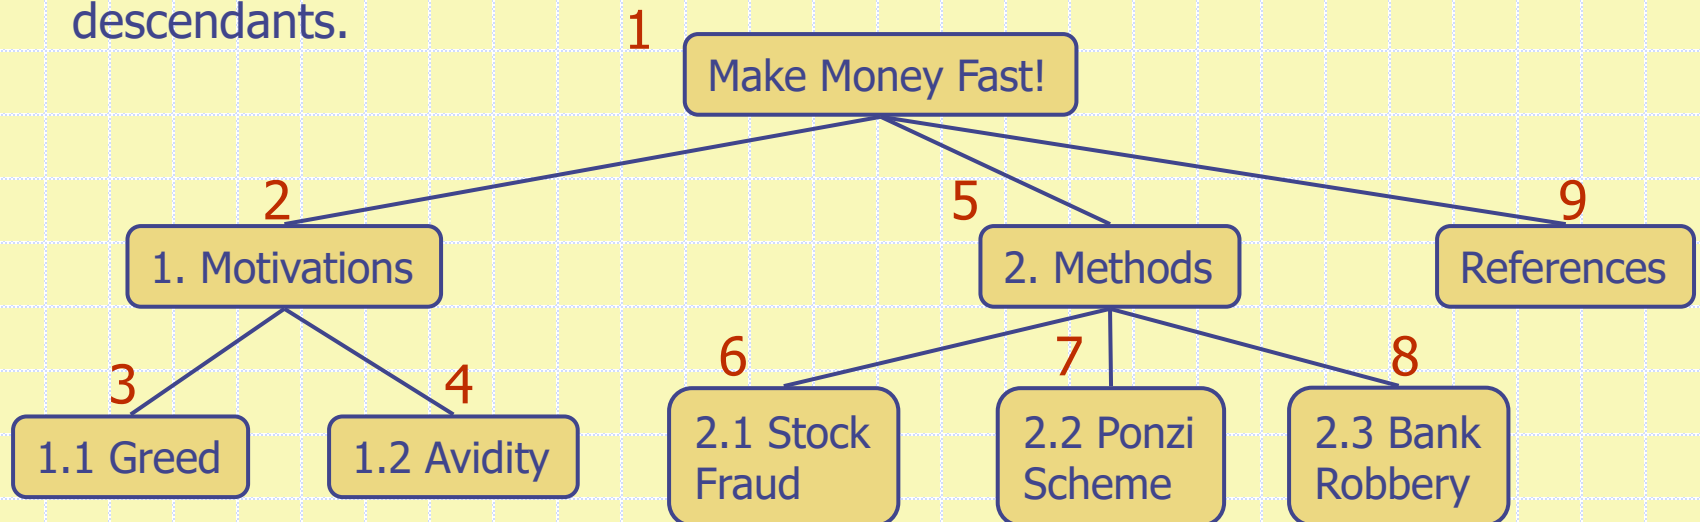 descendants.
1
Make Money Fast!
2
5
9
1. Motivations
2. Methods
References
3
4
6
7
8
1.1 Greed
1.2 Avidity
2.1 Stock
Fraud
2.2 Ponzi
Scheme
2.3 Bank
Robbery